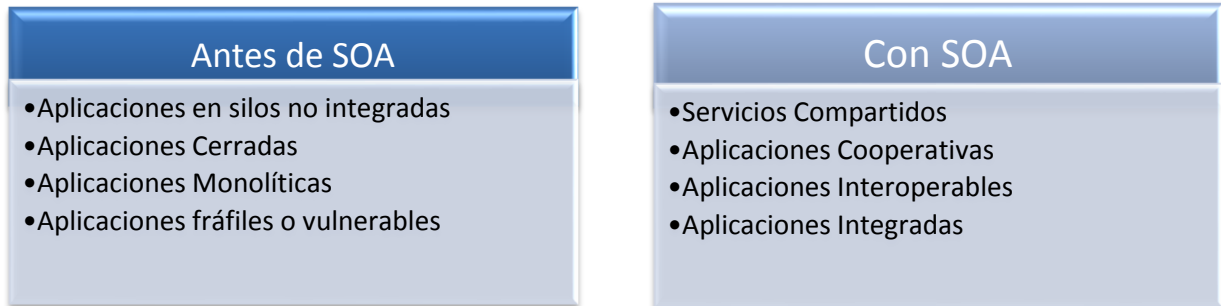 Antes de SOA
•Aplicaciones en silos no integradas
•Aplicaciones Cerradas
•Aplicaciones Monolíticas
•Aplicaciones fráfiles o vulnerables
Con SOA
•Servicios Compartidos
•Aplicaciones Cooperativas
•Aplicaciones Interoperables
•Aplicaciones Integradas